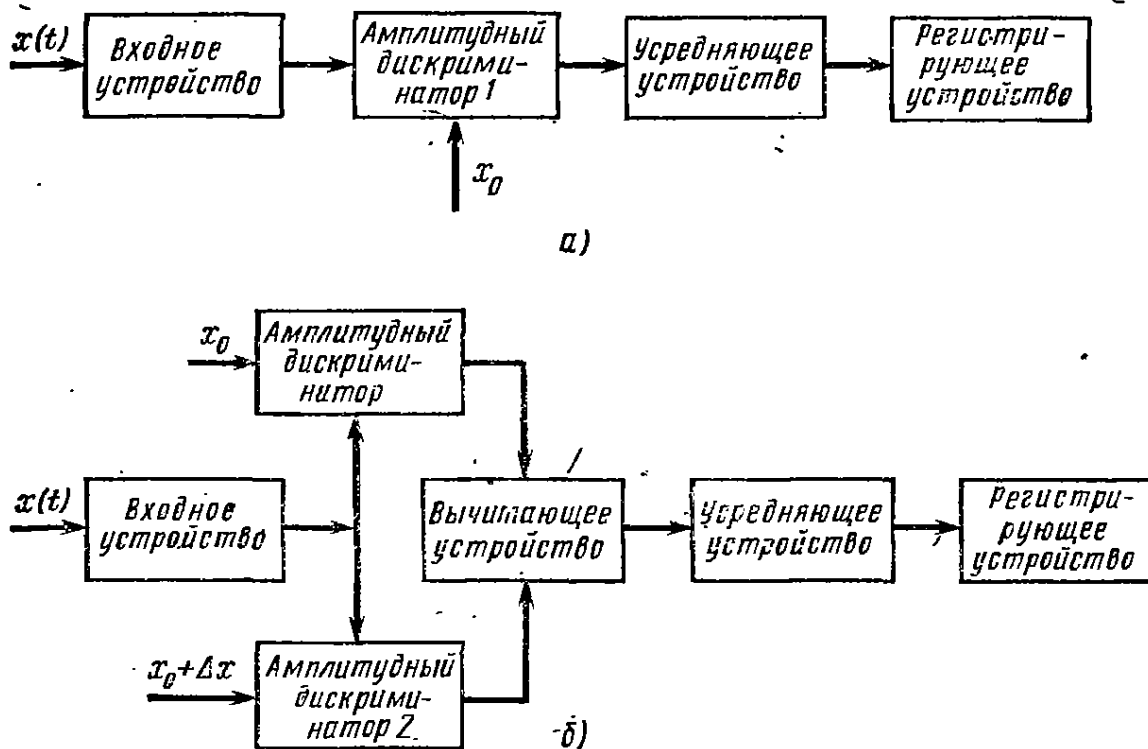 x(t)
Входное
устройство
Амплитудный
дискрими-
натор 1
x₀
Усредняющее
устройство
Регистри-
рующее
устройство
а)
x₀
Амплитудный
дискрими-
натор
x(t)
Входное
устройство
x₀+Δx
Амплитудный
дискрими-
натор 2
Вычитающее
устройство
Усредняющее
устройство
Регистри-
рующее
устройство
б)